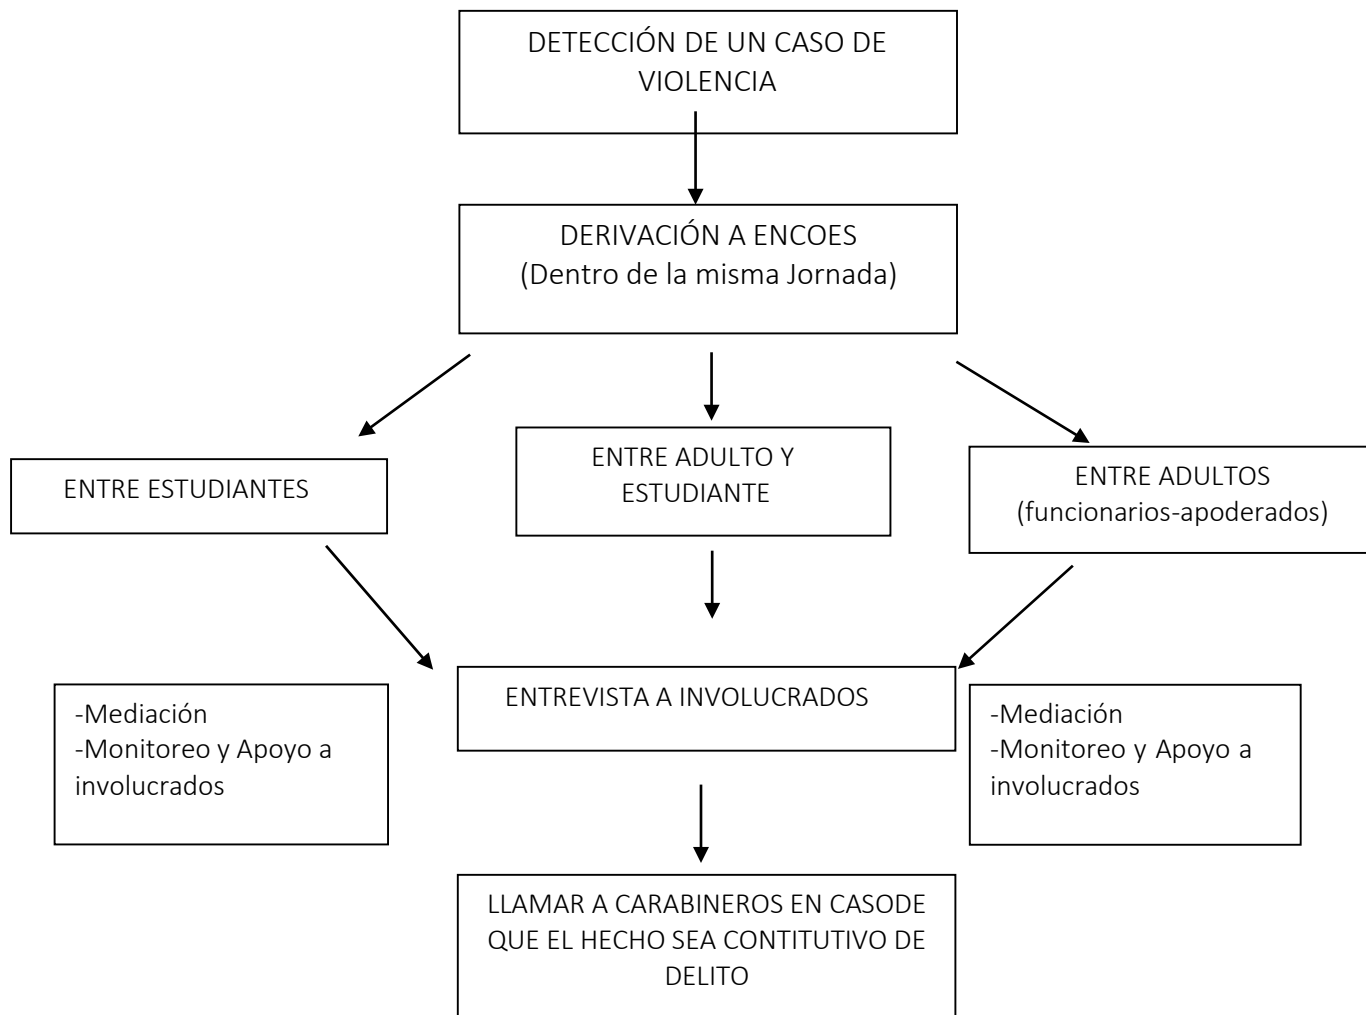 DETECCIÓN DE UN CASO DE
VIOLENCIA
DERIVACIÓN A ENCOES
(Dentro de la misma Jornada)
ENTRE ESTUDIANTES
ENTRE ADULTO Y
ESTUDIANTE
ENTRE ADULTOS
(funcionarios-apoderados)
ENTREVISTA A INVOLUCRADOS
-Mediación
-Monitoreo y Apoyo a
involucrados
-Mediación
-Monitoreo y Apoyo a
involucrados
LLAMAR A CARABINEROS EN CASODE
QUE EL HECHO SEA CONTITUTIVO DE
DELITO